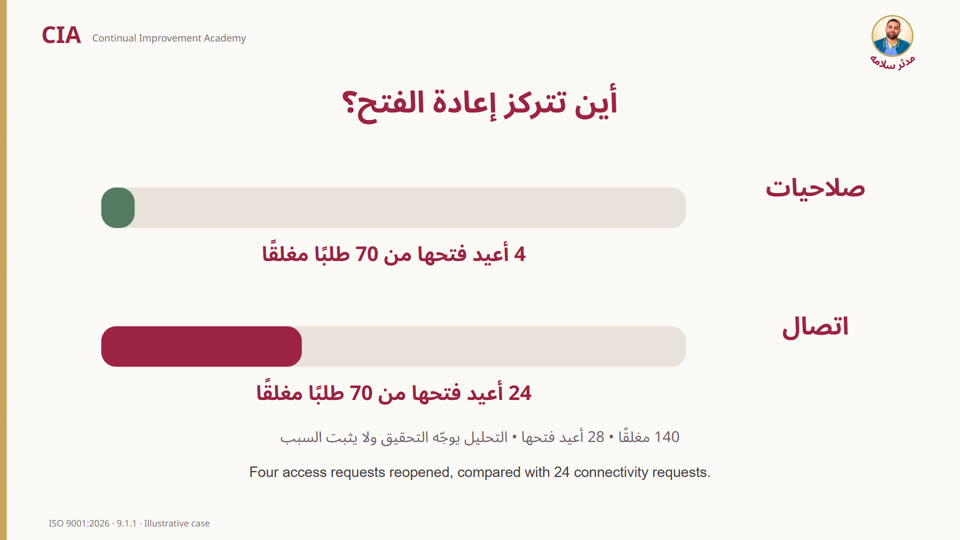 CIA Continual Improvement Academy
مدثر سلامه
أين تتركز إعادة الفتح؟
صلاحيات
4 أعيد فتحها من 70 طلبًا مغلقًا
اتصال
24 أعيد فتحها من 70 طلبًا مغلقًا
140 مغلقًا • 28 أعيد فتحها • التحليل يوجّه التحقيق ولا يثبت السبب
Four access requests reopened, compared with 24 connectivity requests.
ISO 9001:2026 · 9.1.1 · Illustrative case